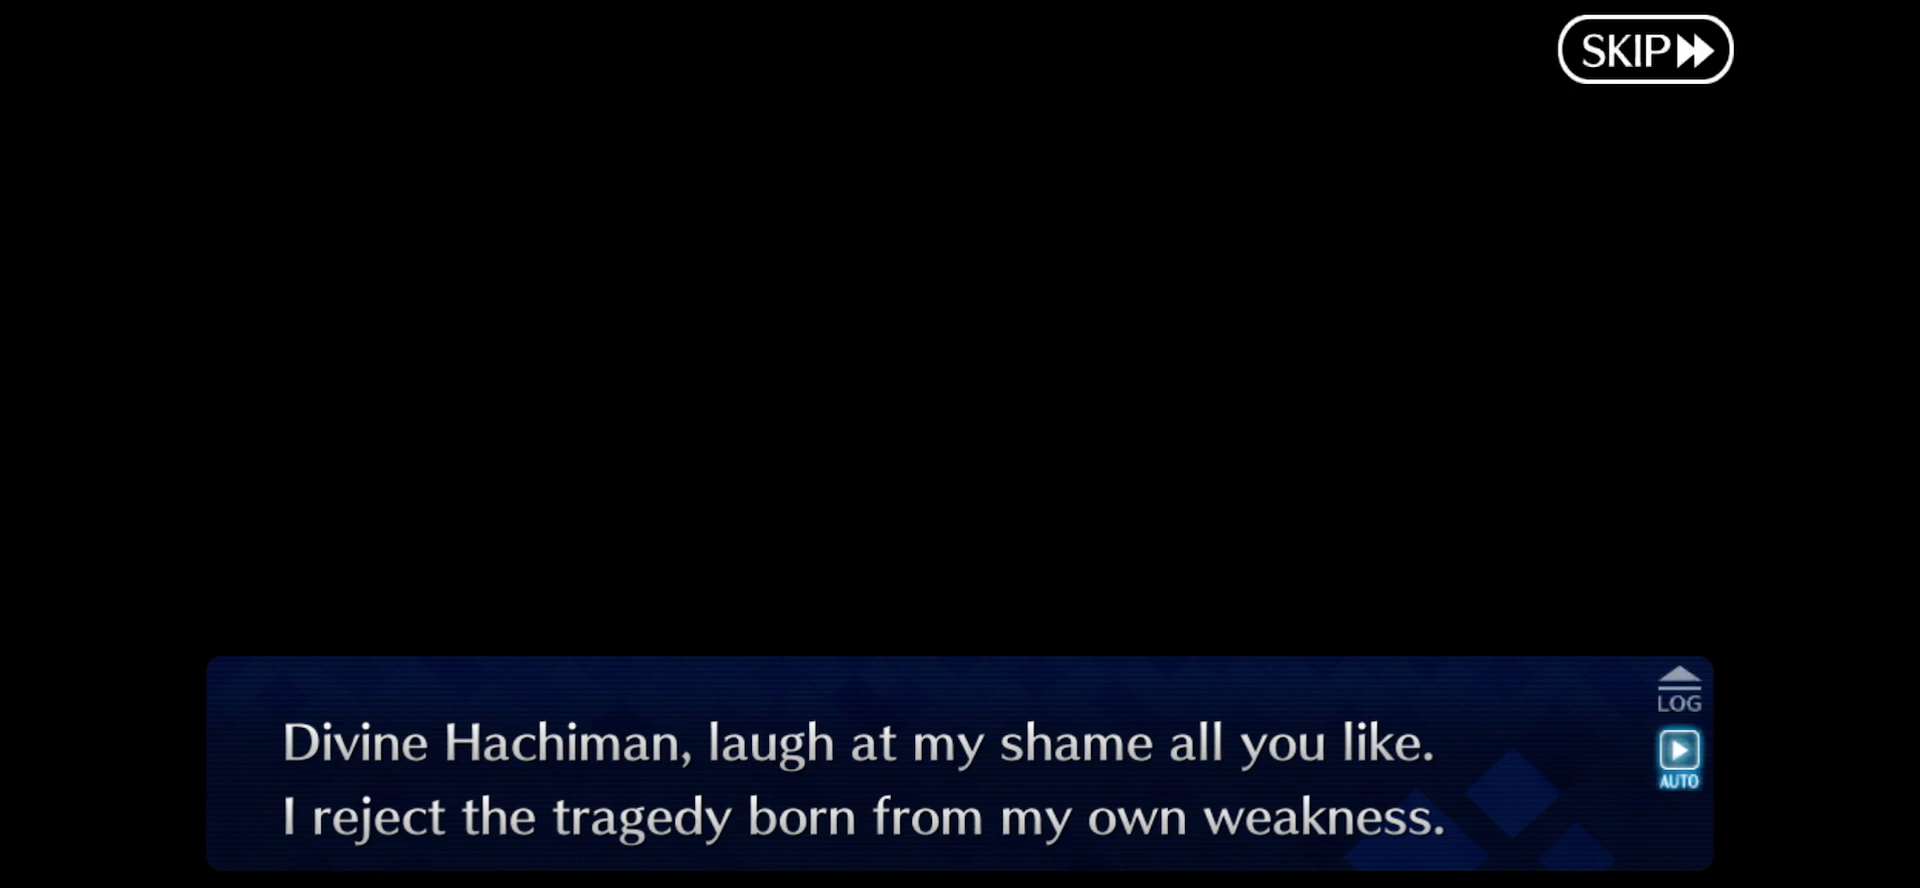 SKIP
LOG
Divine Hachiman, laugh at my shame all you like.
AUTO
I reject the tragedy born from my own weakness.